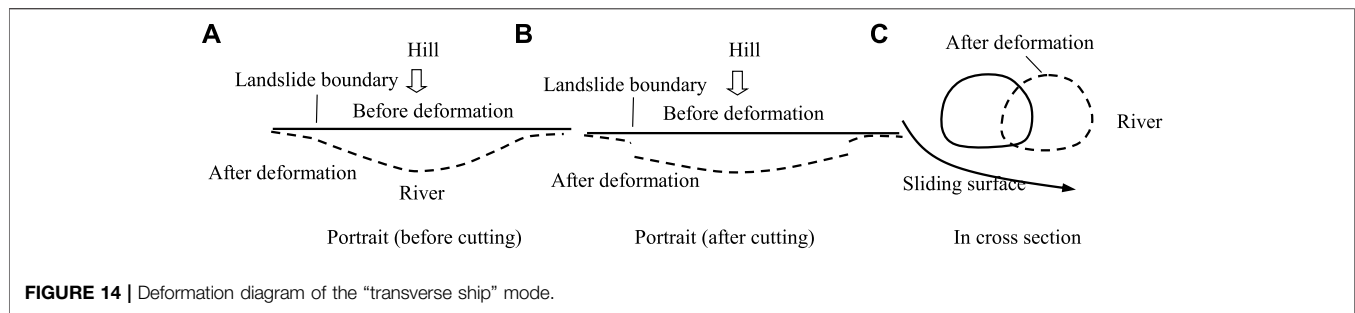 A
Hill
Landslide boundary
Before deformation
After deformation
River
Portrait (before cutting)
B
Hill
Landslide boundary
Before deformation
After deformation
Portrait (after cutting)
C
After deformation
River
Sliding surface
In cross section
FIGURE 14 | Deformation diagram of the “transverse ship” mode.